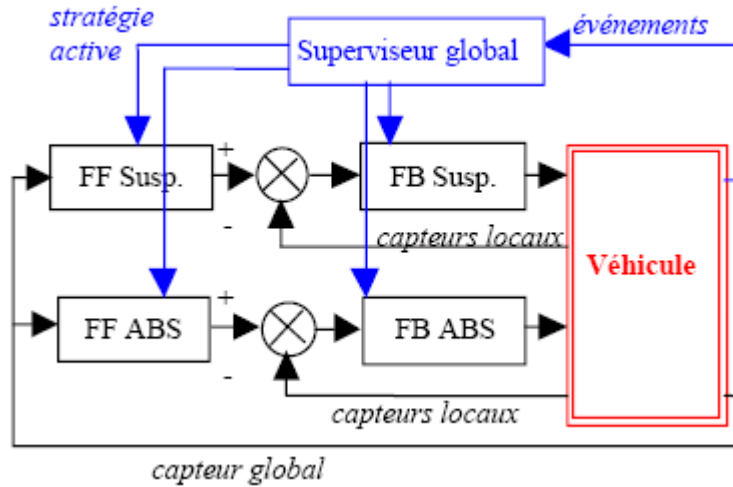 stratégie
active
Superviseur global
événements
FF Susp.
+
-
FB Susp.
capteurs locaux
Véhicule
FF ABS
+
-
FB ABS
capteurs locaux
capteur global